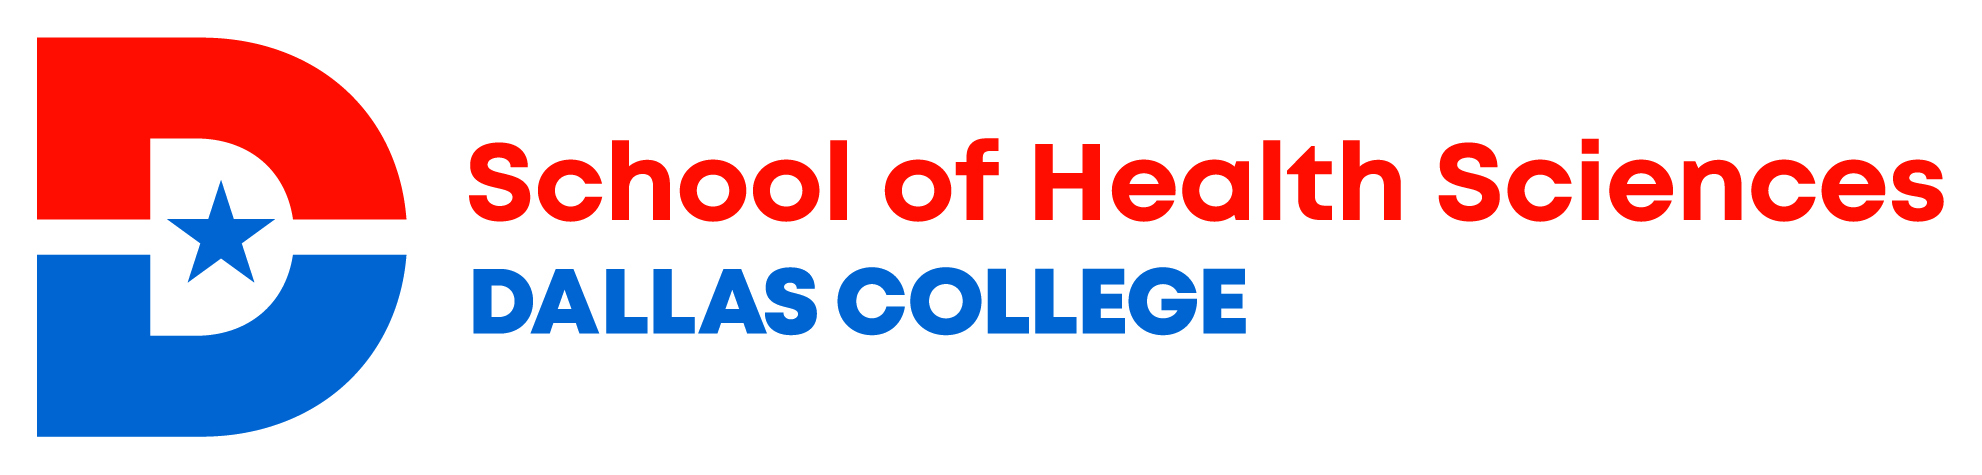 School of Health Sciences
DALLAS COLLEGE